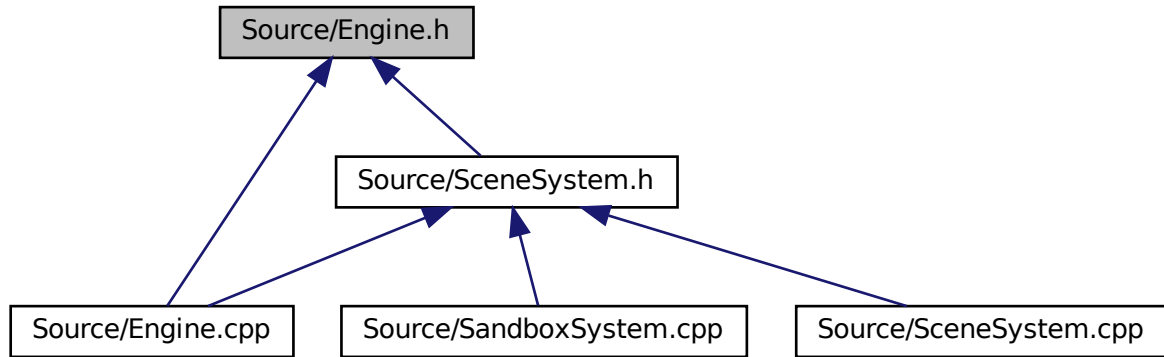 Source/Engine.h
Source/SceneSystem.h
Source/Engine.cpp
Source/SandboxSystem.cpp
Source/SceneSystem.cpp